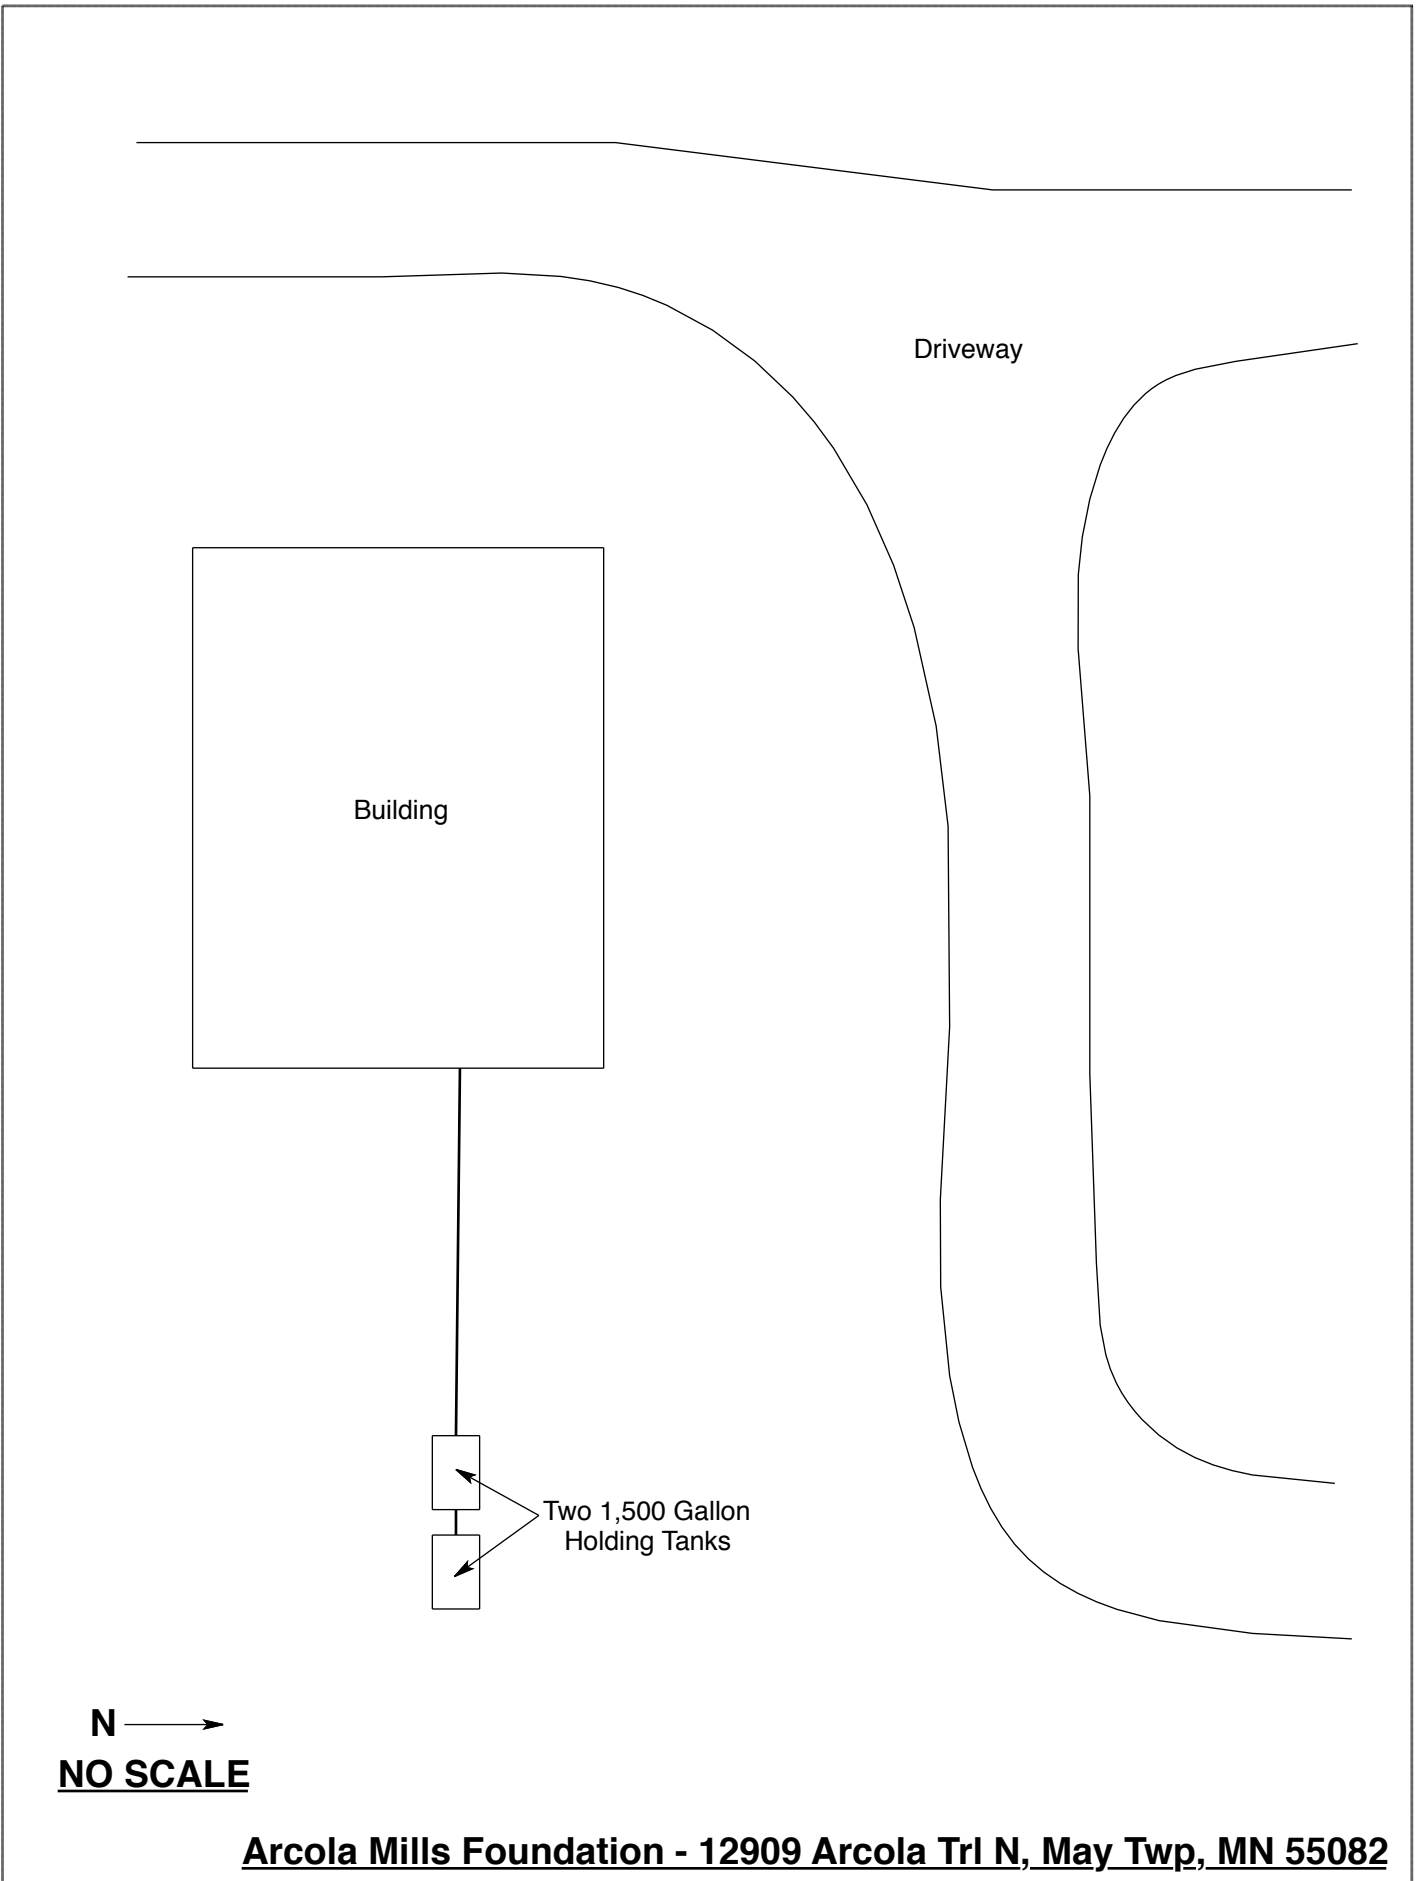 Driveway
Building
Two 1,500 Gallon
Holding Tanks
N
NO SCALE
Arcola Mills Foundation - 12909 Arcola Trl N, May Twp, MN 55082